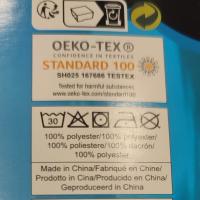 OEKO-TEX®
CONFIDENCE IN TEXTILES
STANDARD 100
SH025 167686 TESTEX
Tested for harmful substances.
www.oeko-tex.com/standard100
30
100% polyester/100% polyester/
100% poliestere/100% dacron/
100% polyester
Made in China/Fabriqué en Chine/
Prodotto in Cina/Producido en China/
Geproduceerd in China